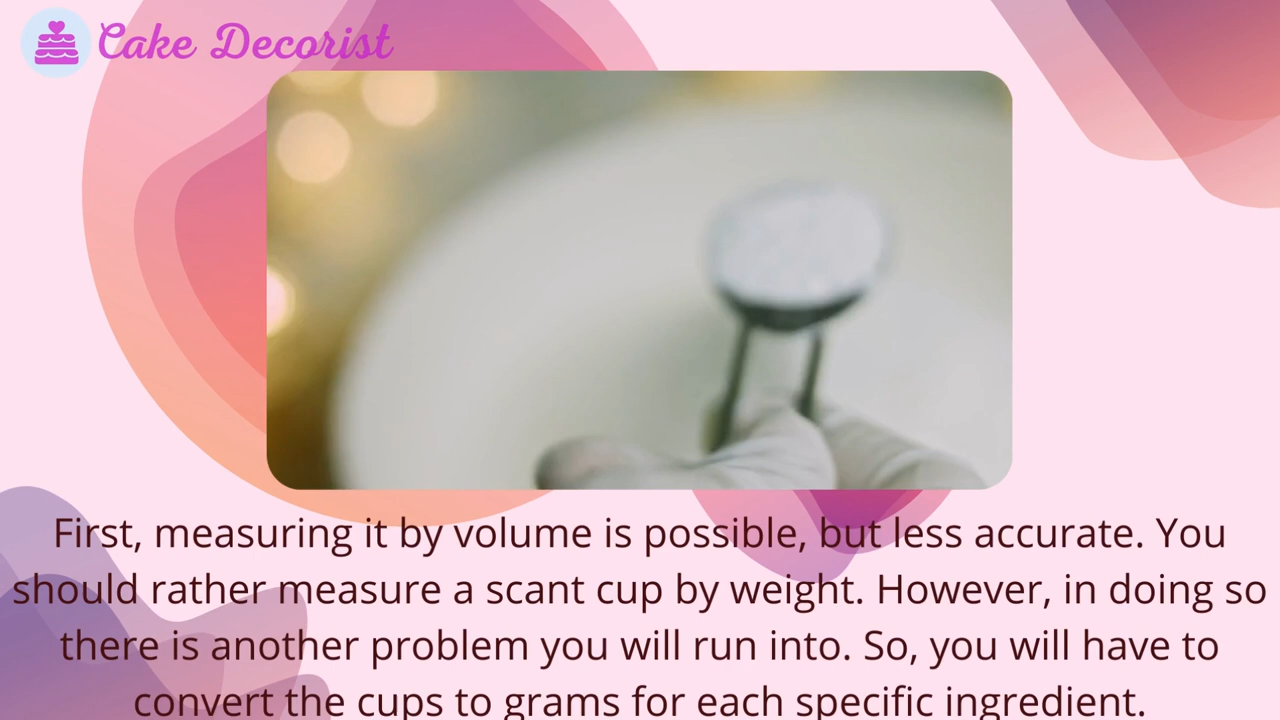 Cake Decorist
First, measuring it by volume is possible, but less accurate. You
should rather measure a scant cup by weight. However, in doing so
there is another problem you will run into. So, you will have to
convert the cups to grams for each specific ingredient.